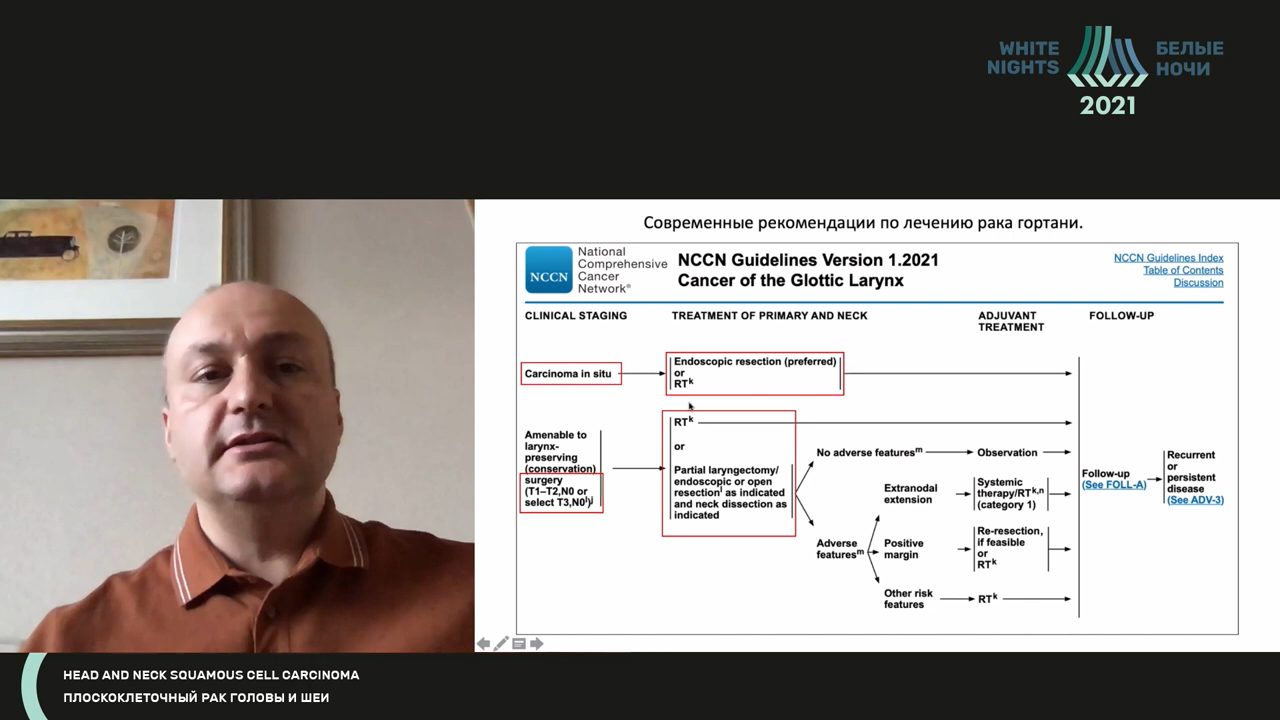 WHITE NIGHTS
БЕЛЫЕ НОЧИ
2021
Современные рекомендации по лечению рака гортани.
NCCN
National
Comprehensive
Cancer
Network®
NCCN Guidelines Version 1.2021
Cancer of the Glottic Larynx
NCCN Guidelines Index
Table of Contents
Discussion
CLINICAL STAGING
TREATMENT OF PRIMARY AND NECK
ADJUVANT
TREATMENT
FOLLOW-UP
Carcinoma in situ
Endoscopic resection (preferred)
or
RTk
Amenable to
larynx-
preserving
(conservation)
surgery
(T1–T2,N0 or
select T3,N0
RTk
or
Partial laryngectomy/
endoscopic or open
resection as indicated
and neck dissection as
indicated
No adverse featuresm
Observation
Adverse
featuresm
Extranodal
extension
Systemic
therapy/RTk,n
(category 1)
Positive
margin
Re-resection,
if feasible
or
RTk
Other risk
features
RTk
Follow-up
(See FOLL-A)
Recurrent
or
persistent
disease
(See ADV-3)
HEAD AND NECK SQUAMOUS CELL CARCINOMA
ПЛОСКОКЛЕТОЧНЫЙ РАК ГОЛОВЫ И ШЕИ